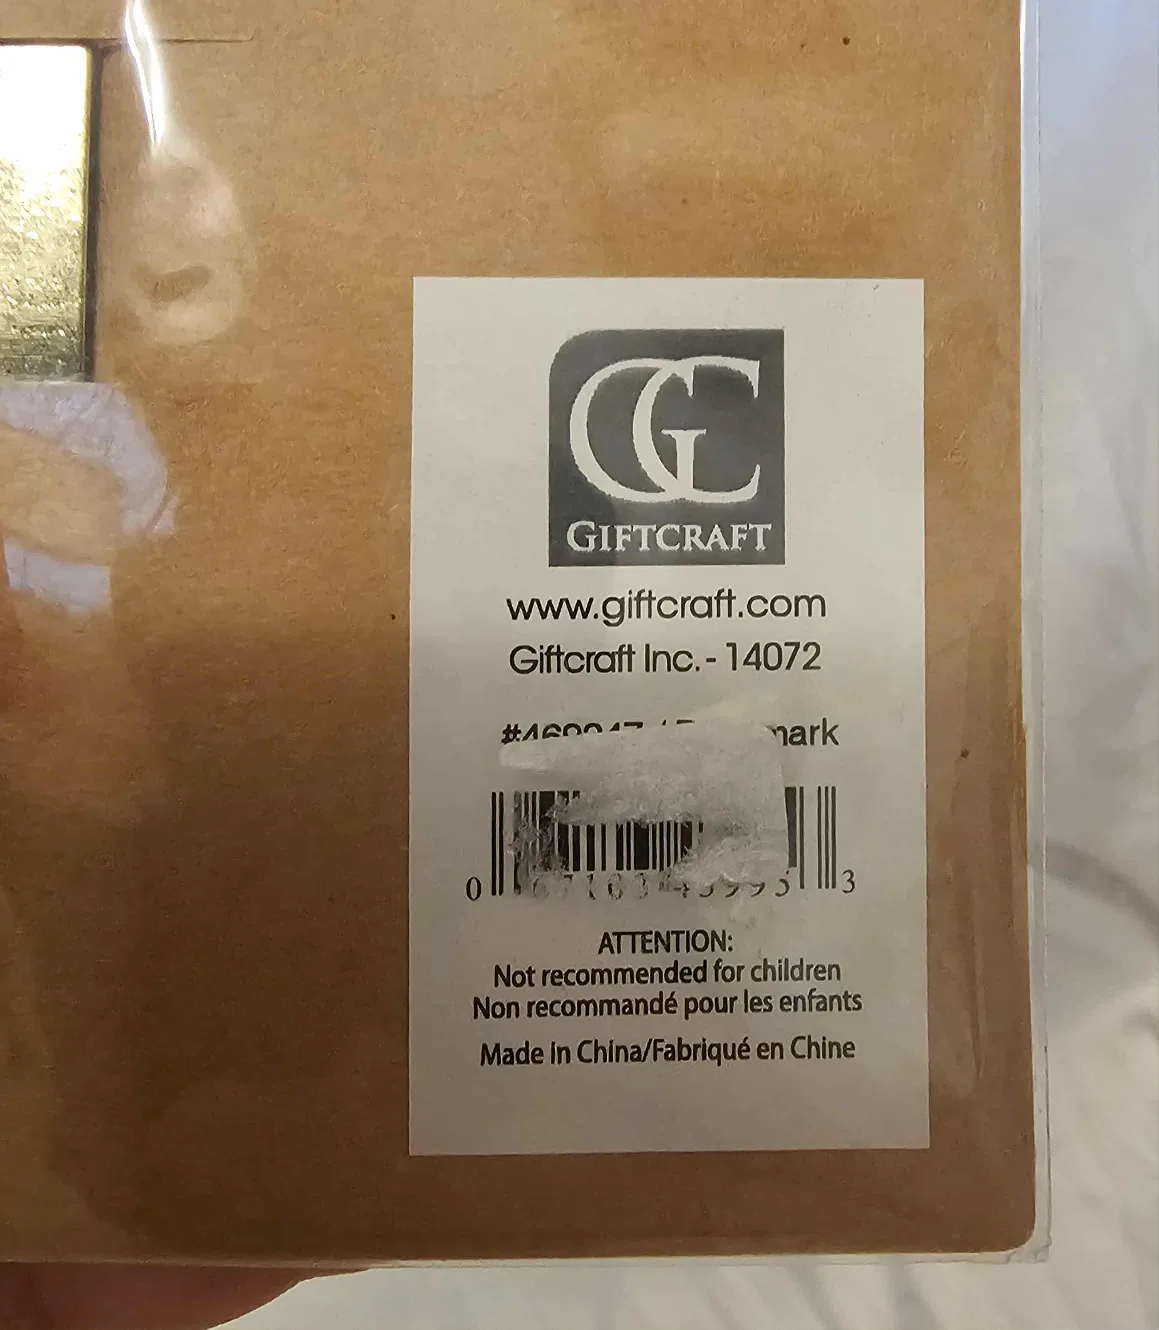 GC
GIFTCRAFT
www.giftcraft.com
Giftcraft Inc. - 14072
ATTENTION:
Not recommended for children
Non recommandé pour les enfants
Made in China/Fabriqué en Chine